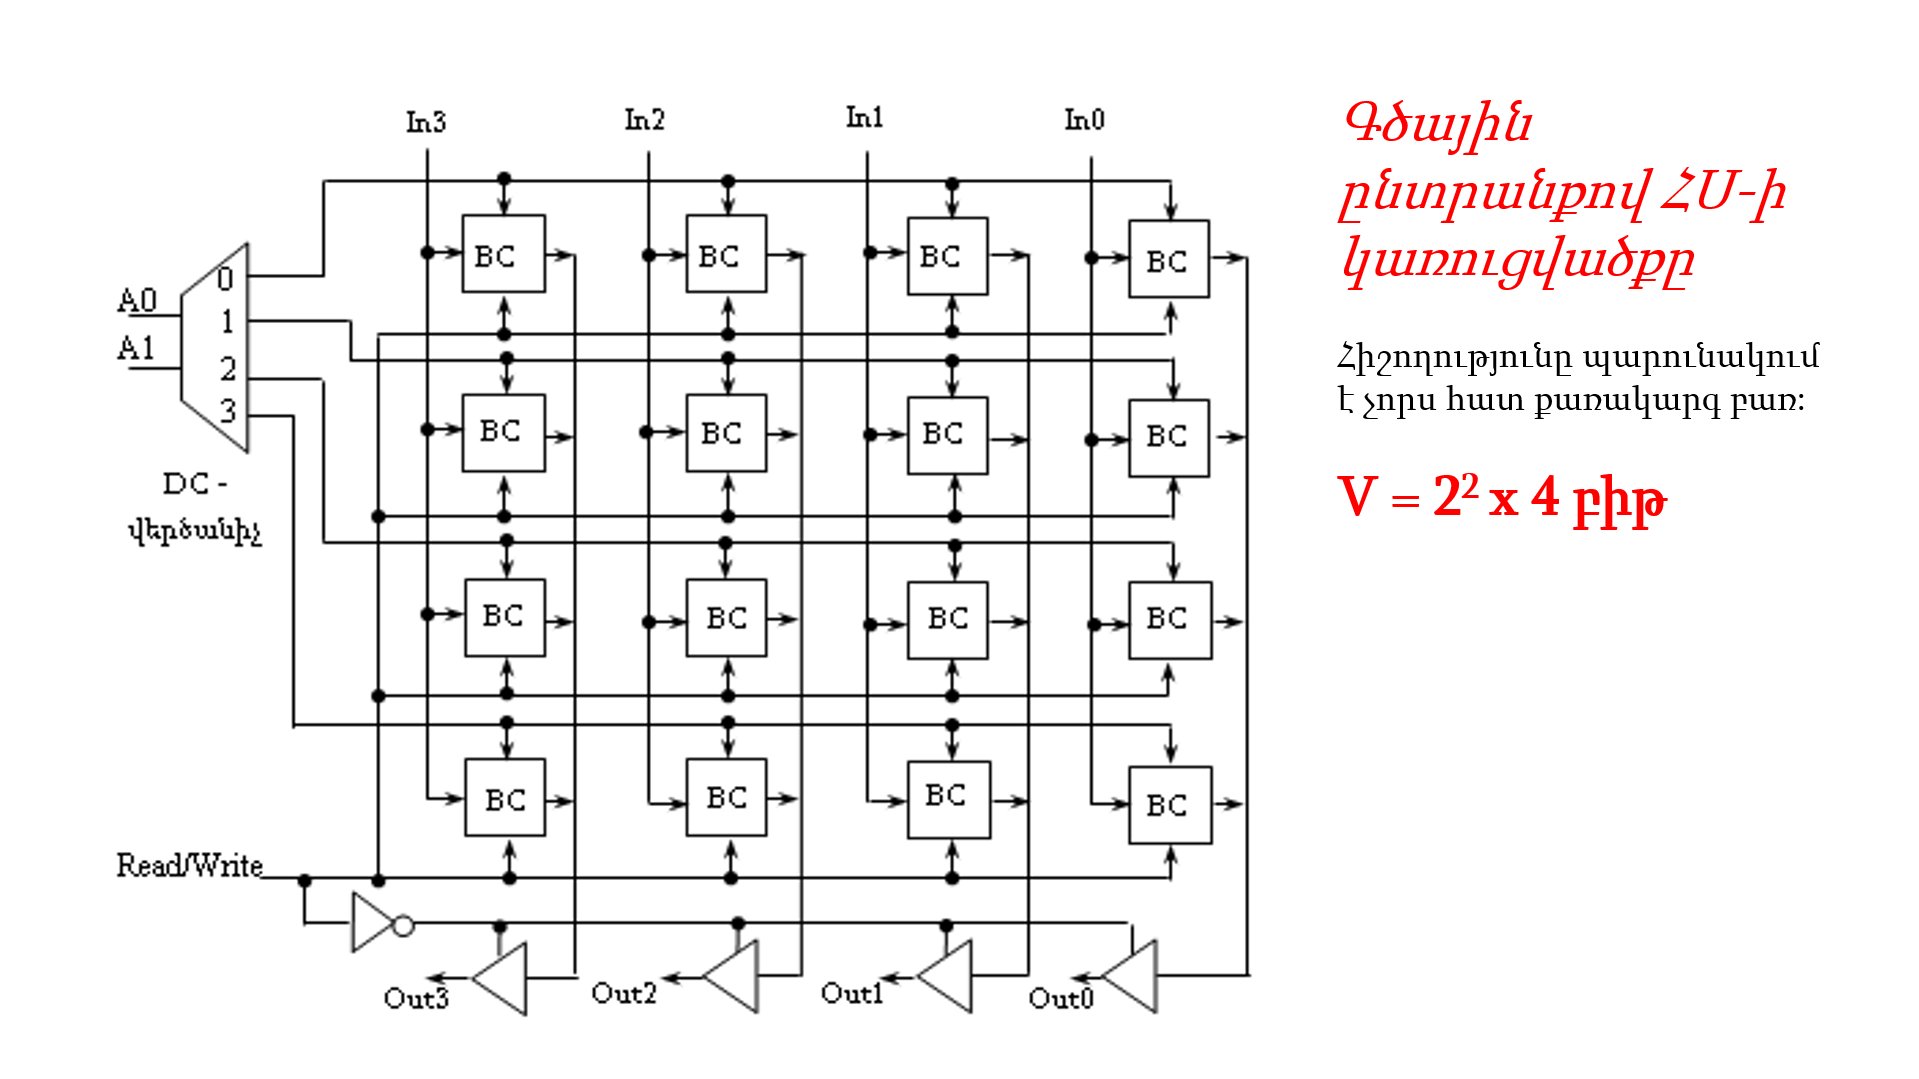 In3 In2 In1 In0
BC BC BC BC
A0
A1
0
1
2
3
BC BC BC BC
DC -
վերծանիչ
BC BC BC BC
BC BC BC BC
Read/Write
Out3 Out2 Out1 Out0
Գծային
ընտրանքով ՀՍ-ի
կառուցվածքը
Հիշողությունը պարունակում
է չորս հատ քառակարգ բառ:
V = 2² x 4 բիթ